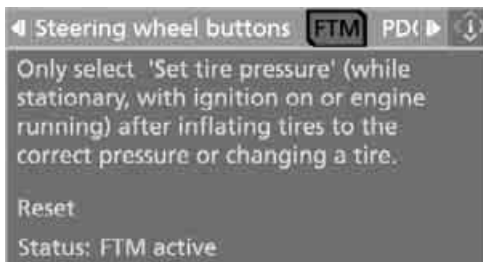 Steering wheel buttons FTM PDC
Only select 'Set tire pressure' (while
stationary, with ignition on or engine
running) after inflating tires to the
correct pressure or changing a tire.
Reset
Status: FTM active